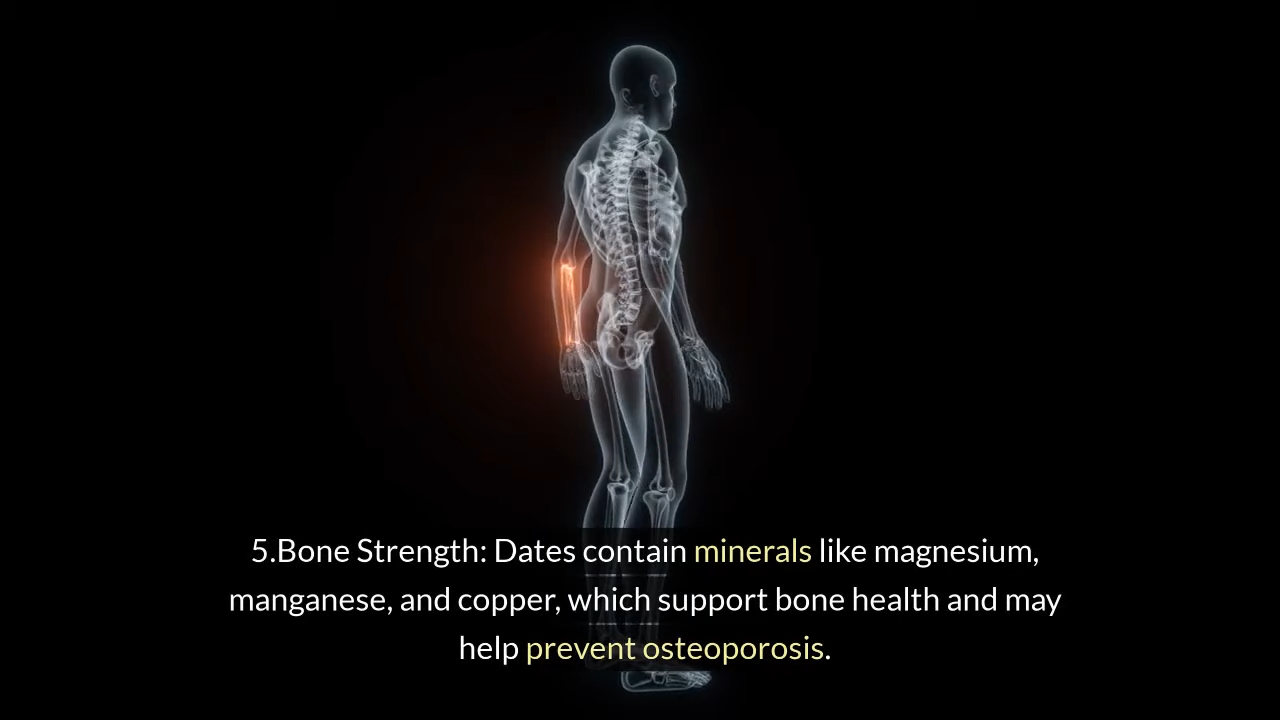 5.Bone Strength: Dates contain minerals like magnesium,
manganese, and copper, which support bone health and may
help prevent osteoporosis.